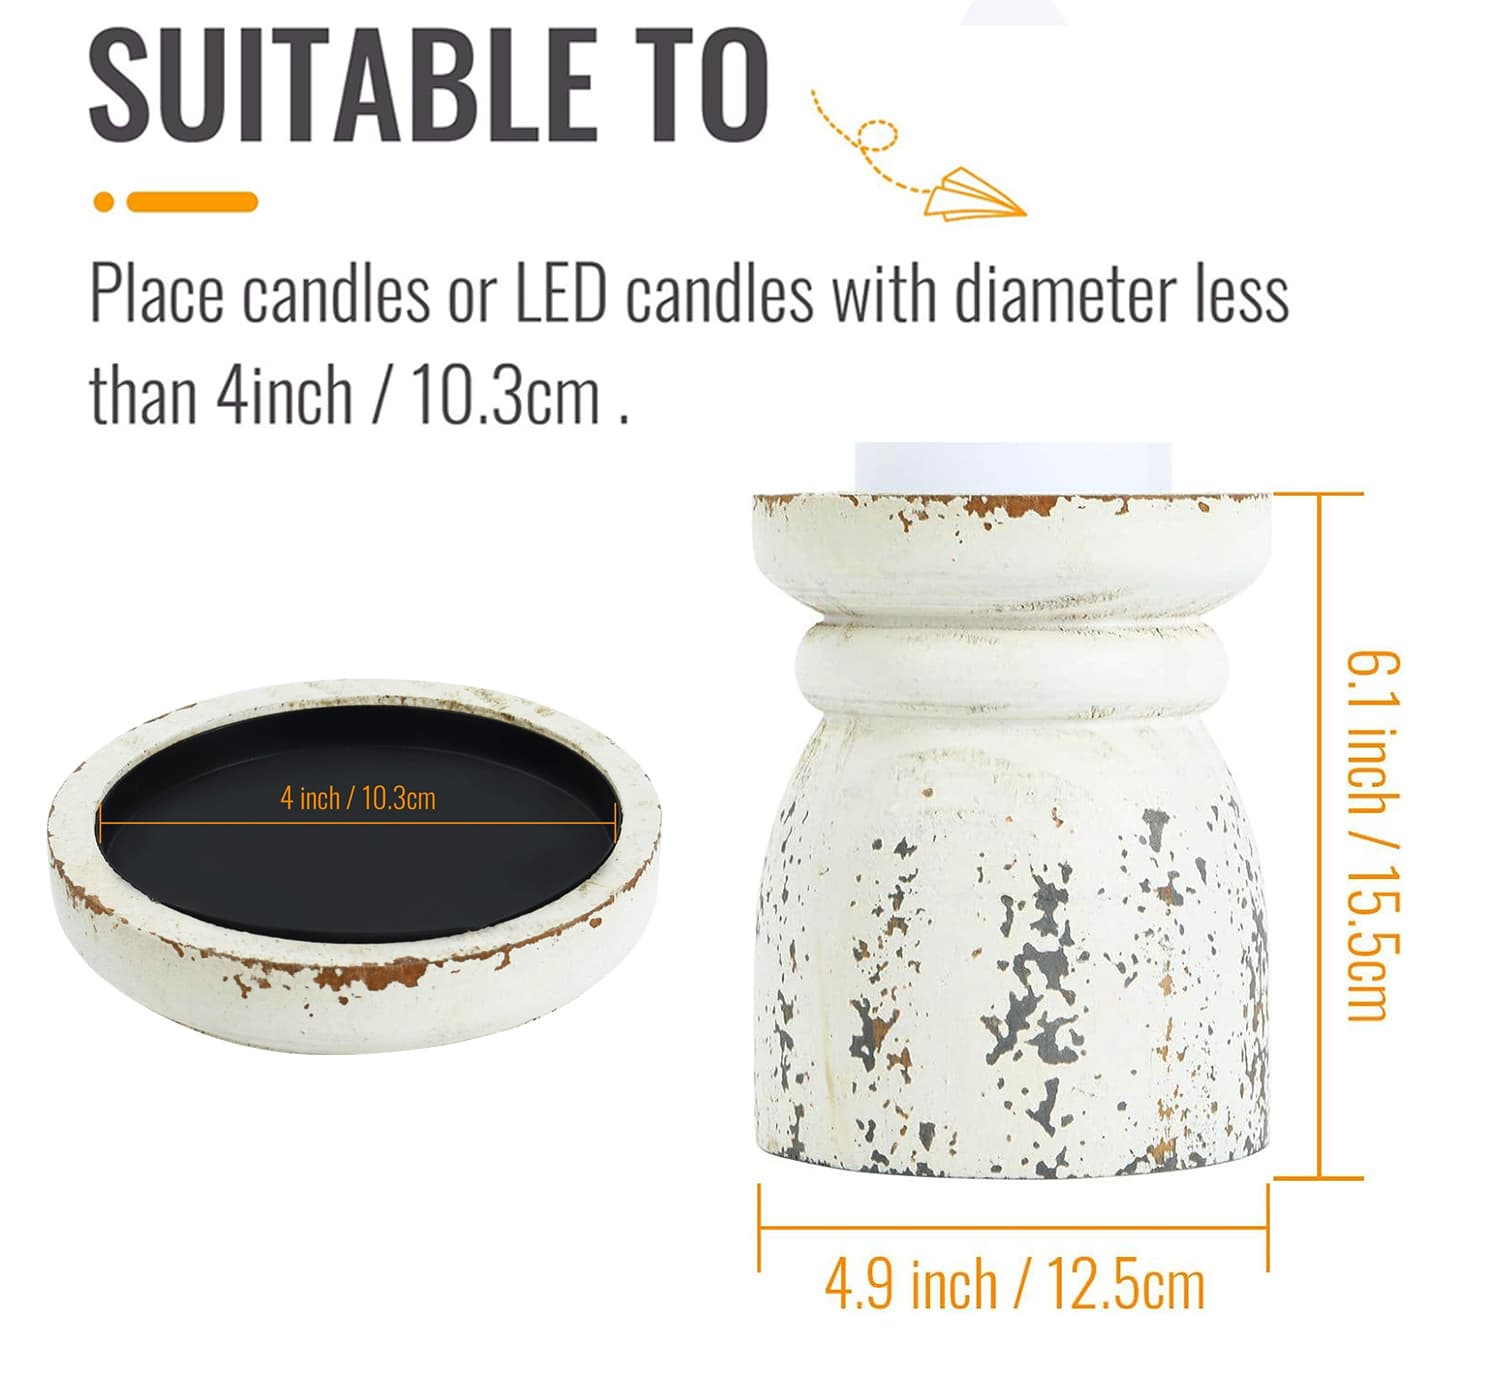 SUITABLE TO
Place candles or LED candles with diameter less
than 4inch / 10.3cm .
4 inch / 10.3cm
6.1 inch / 15.5cm
4.9 inch / 12.5cm